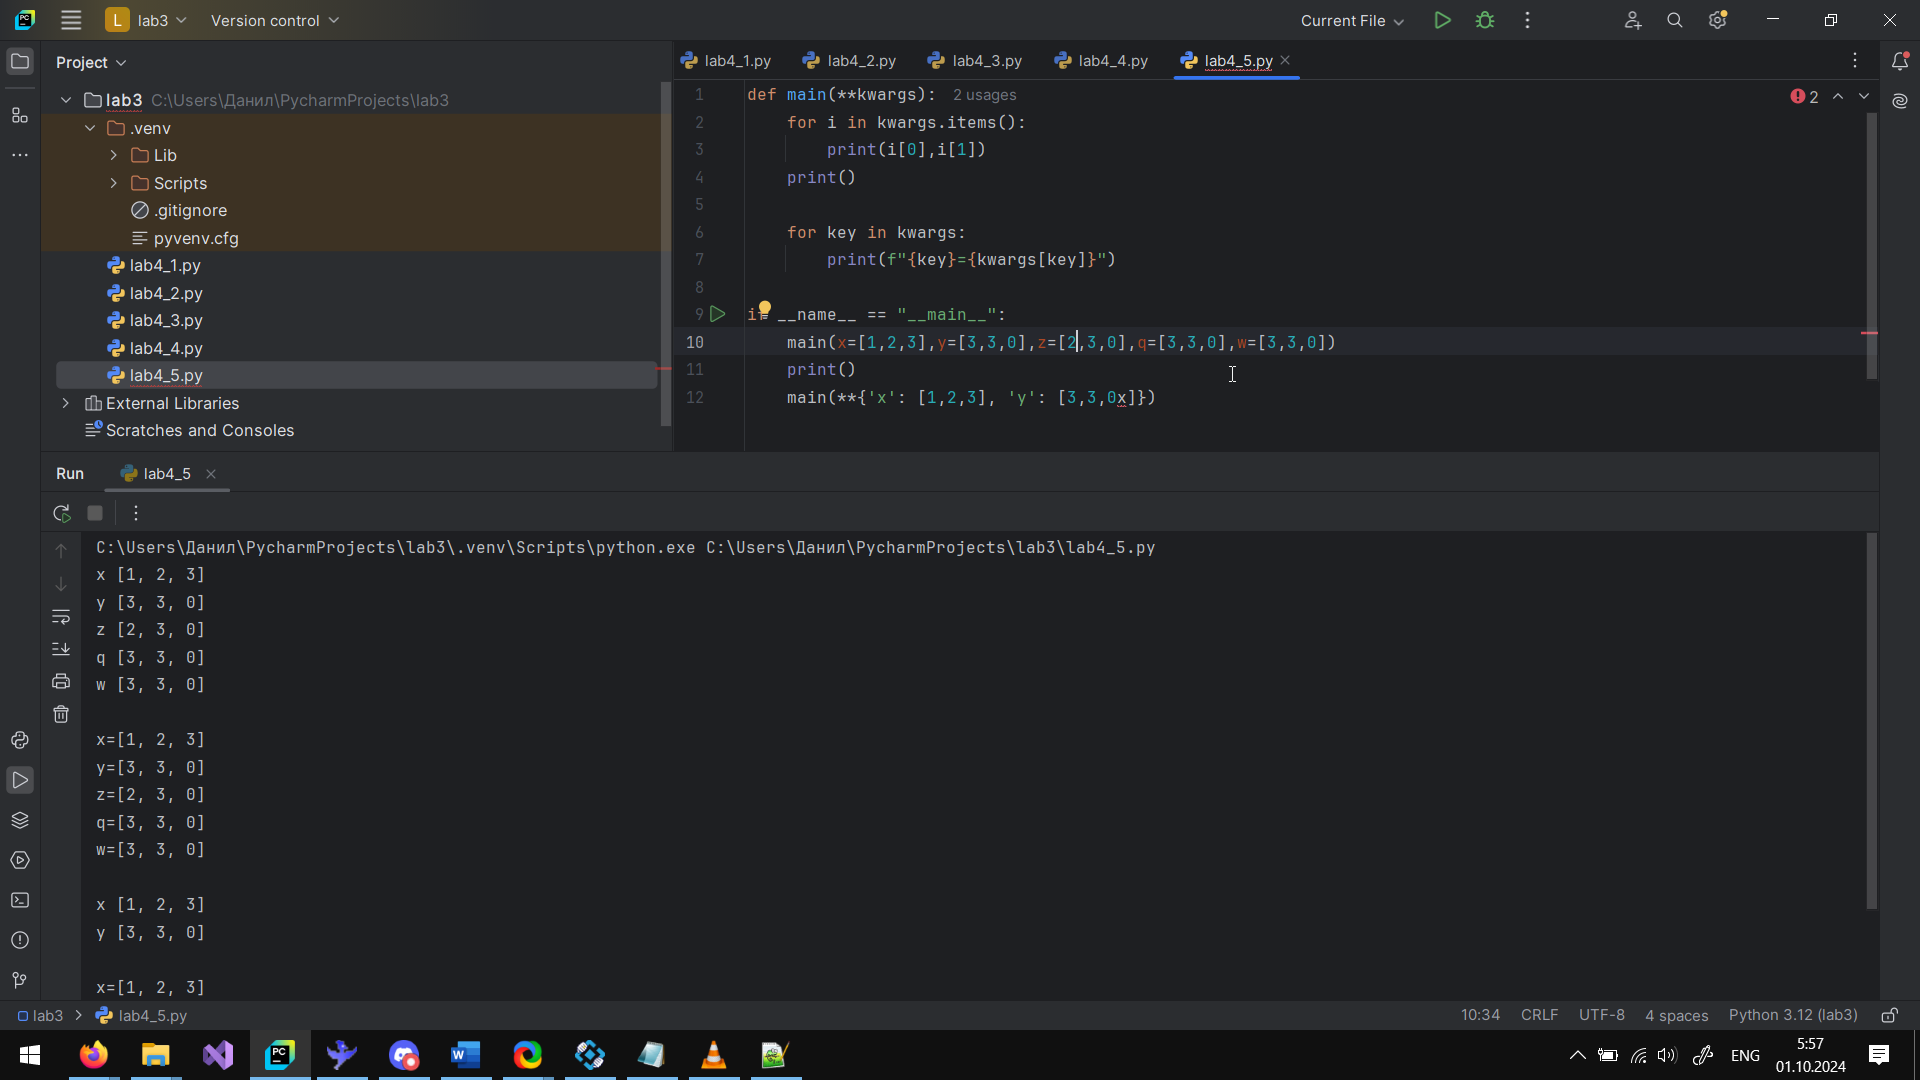 L lab3 Version control Current File
Project
lab3 C:\Users\Данил\PycharmProjects\lab3
.venv
Lib
Scripts
.gitignore
pyvenv.cfg
lab4_1.py
lab4_2.py
lab4_3.py
lab4_4.py
lab4_5.py
External Libraries
Scratches and Consoles
lab4_1.py lab4_2.py lab4_3.py lab4_4.py lab4_5.py
2
1 def main(**kwargs): 2 usages
2 for i in kwargs.items():
3 print(i[0],i[1])
4 print()
5
6 for key in kwargs:
7 print(f"{key}={kwargs[key]}")
8
9 if __name__ == "__main__":
10 main(x=[1,2,3],y=[3,3,0],z=[2,3,0],q=[3,3,0],w=[3,3,0])
11 print()
12 main(**{'x': [1,2,3], 'y': [3,3,0x]})
Run lab4_5
C:\Users\Данил\PycharmProjects\lab3\.venv\Scripts\python.exe C:\Users\Данил\PycharmProjects\lab3\lab4_5.py
x [1, 2, 3]
y [3, 3, 0]
z [2, 3, 0]
q [3, 3, 0]
w [3, 3, 0]
x=[1, 2, 3]
y=[3, 3, 0]
z=[2, 3, 0]
q=[3, 3, 0]
w=[3, 3, 0]
x [1, 2, 3]
y [3, 3, 0]
x=[1, 2, 3]
lab3 > lab4_5.py 10:34 CRLF UTF-8 4 spaces Python 3.12 (lab3)
ENG
5:57
01.10.2024